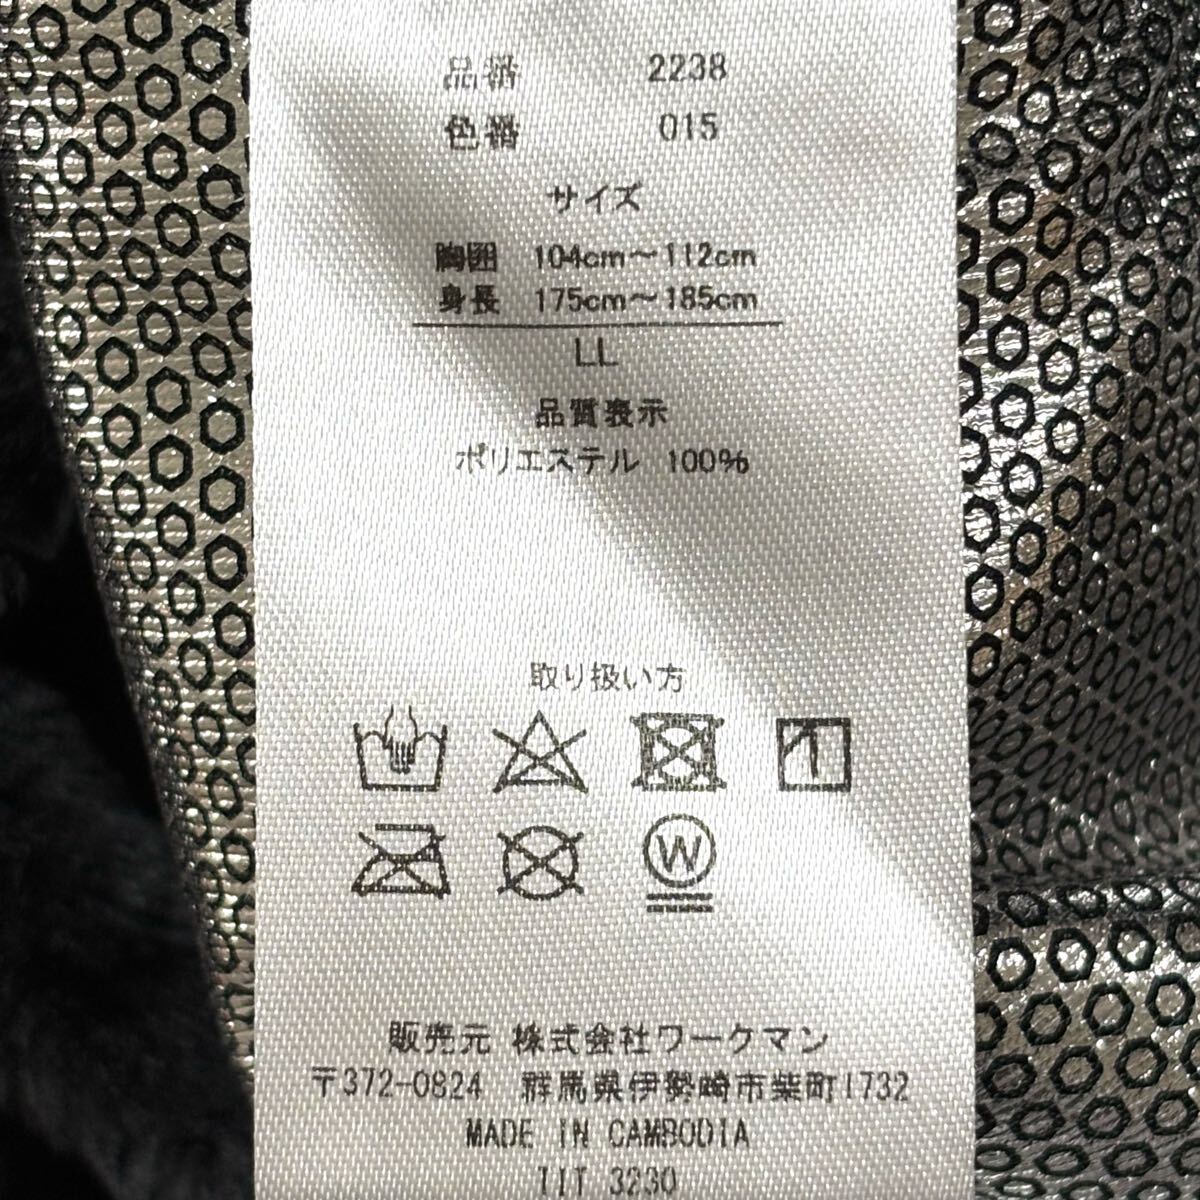 品番 2238
色番 015
サイズ
胸囲 104cm〜112cm
身長 175cm〜185cm
LL
品質表示
ポリエステル 100%
取り扱い方
W
販売元 株式会社ワークマン
〒372-0824 群馬県伊勢崎市柴町1732
MADE IN CAMBODIA
IIT 3230